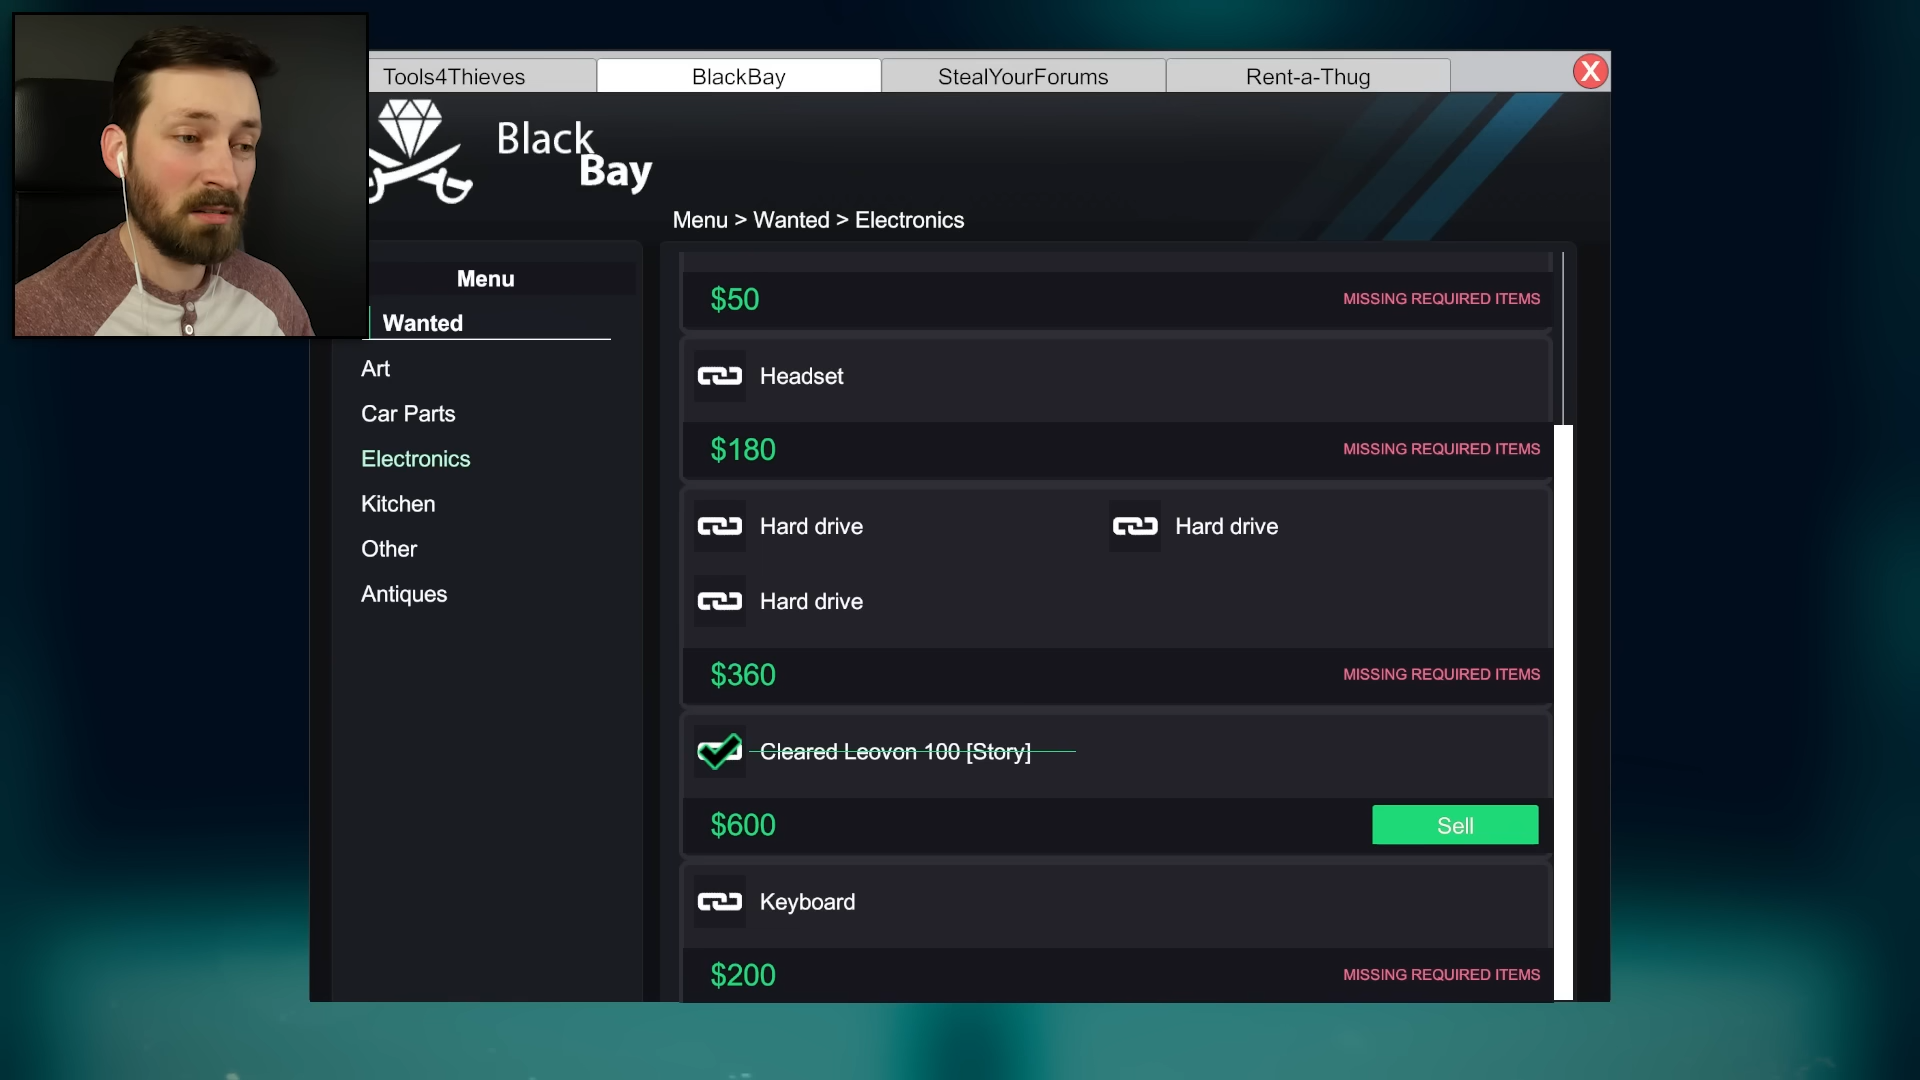 Tools4Thieves
BlackBay
StealYourForums
Rent-a-Thug
X
Black
Bay
Menu > Wanted > Electronics
Menu
Wanted
Art
Car Parts
Electronics
Kitchen
Other
Antiques
$50 MISSING REQUIRED ITEMS
Headset
$180 MISSING REQUIRED ITEMS
Hard drive Hard drive
Hard drive
$360 MISSING REQUIRED ITEMS
Cleared Leovon 100 [Story]
$600 Sell
Keyboard
$200 MISSING REQUIRED ITEMS